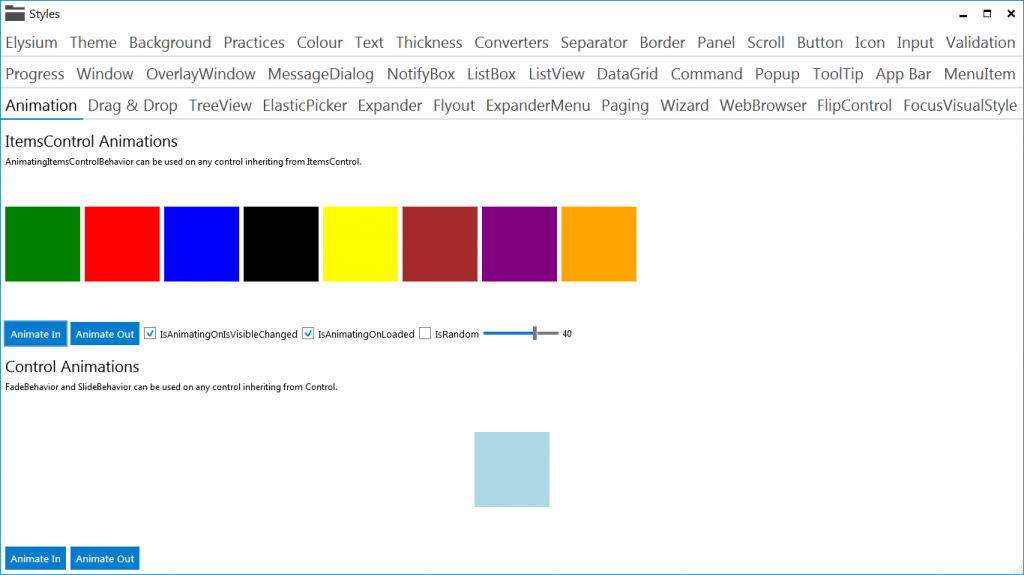 Styles
Elysium Theme Background Practices Colour Text Thickness Converters Separator Border Panel Scroll Button Icon Input Validation
Progress Window OverlayWindow MessageDialog NotifyBox ListBox ListView DataGrid Command Popup ToolTip App Bar MenuItem
Animation Drag & Drop TreeView ElasticPicker Expander Flyout ExpanderMenu Paging Wizard WebBrowser FlipControl FocusVisualStyle
ItemsControl Animations
AnimatingItemsControlBehavior can be used on any control inheriting from ItemsControl.
Animate In Animate Out IsAnimatingOnIsVisibleChanged IsAnimatingOnLoaded IsRandom 40
Control Animations
FadeBehavior and SlideBehavior can be used on any control inheriting from Control.
Animate In Animate Out